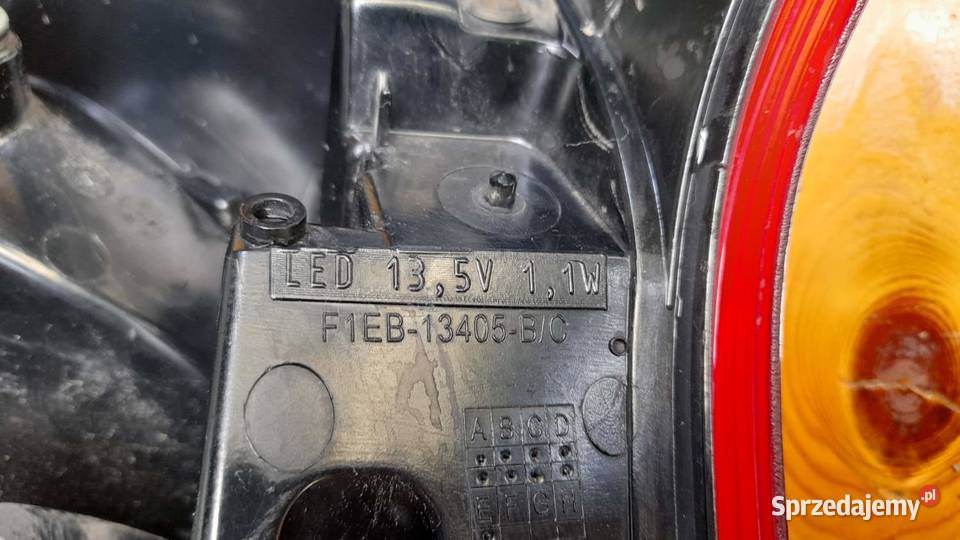 LED 13,5V 1,1W
F1EB-13405-B/C
A B C D
E F G H
Sprzedajemy.pl